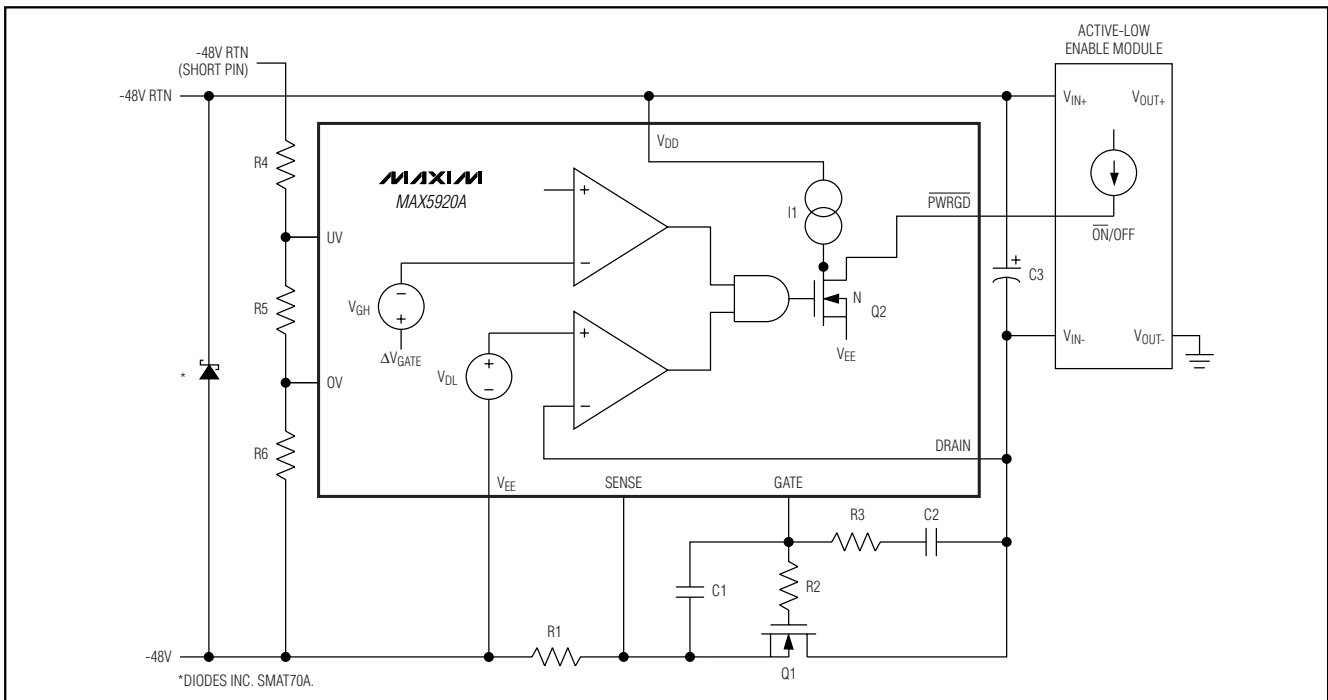 ACTIVE-LOW
ENABLE MODULE
-48V RTN
(SHORT PIN)
-48V RTN
VIN+
VOUT+
VDD
R4
MAXIM
MAX5920A
+
I1
PWRGD
ON/OFF
UV
−
+
C3
VGH
−
+
N
Q2
R5
ΔVGATE
VEE
VIN-
VOUT-
+
VDL
+
−
*
OV
−
R6
DRAIN
VEE
SENSE
GATE
R3
C2
C1
R2
R1
-48V
Q1
*DIODES INC. SMAT70A.